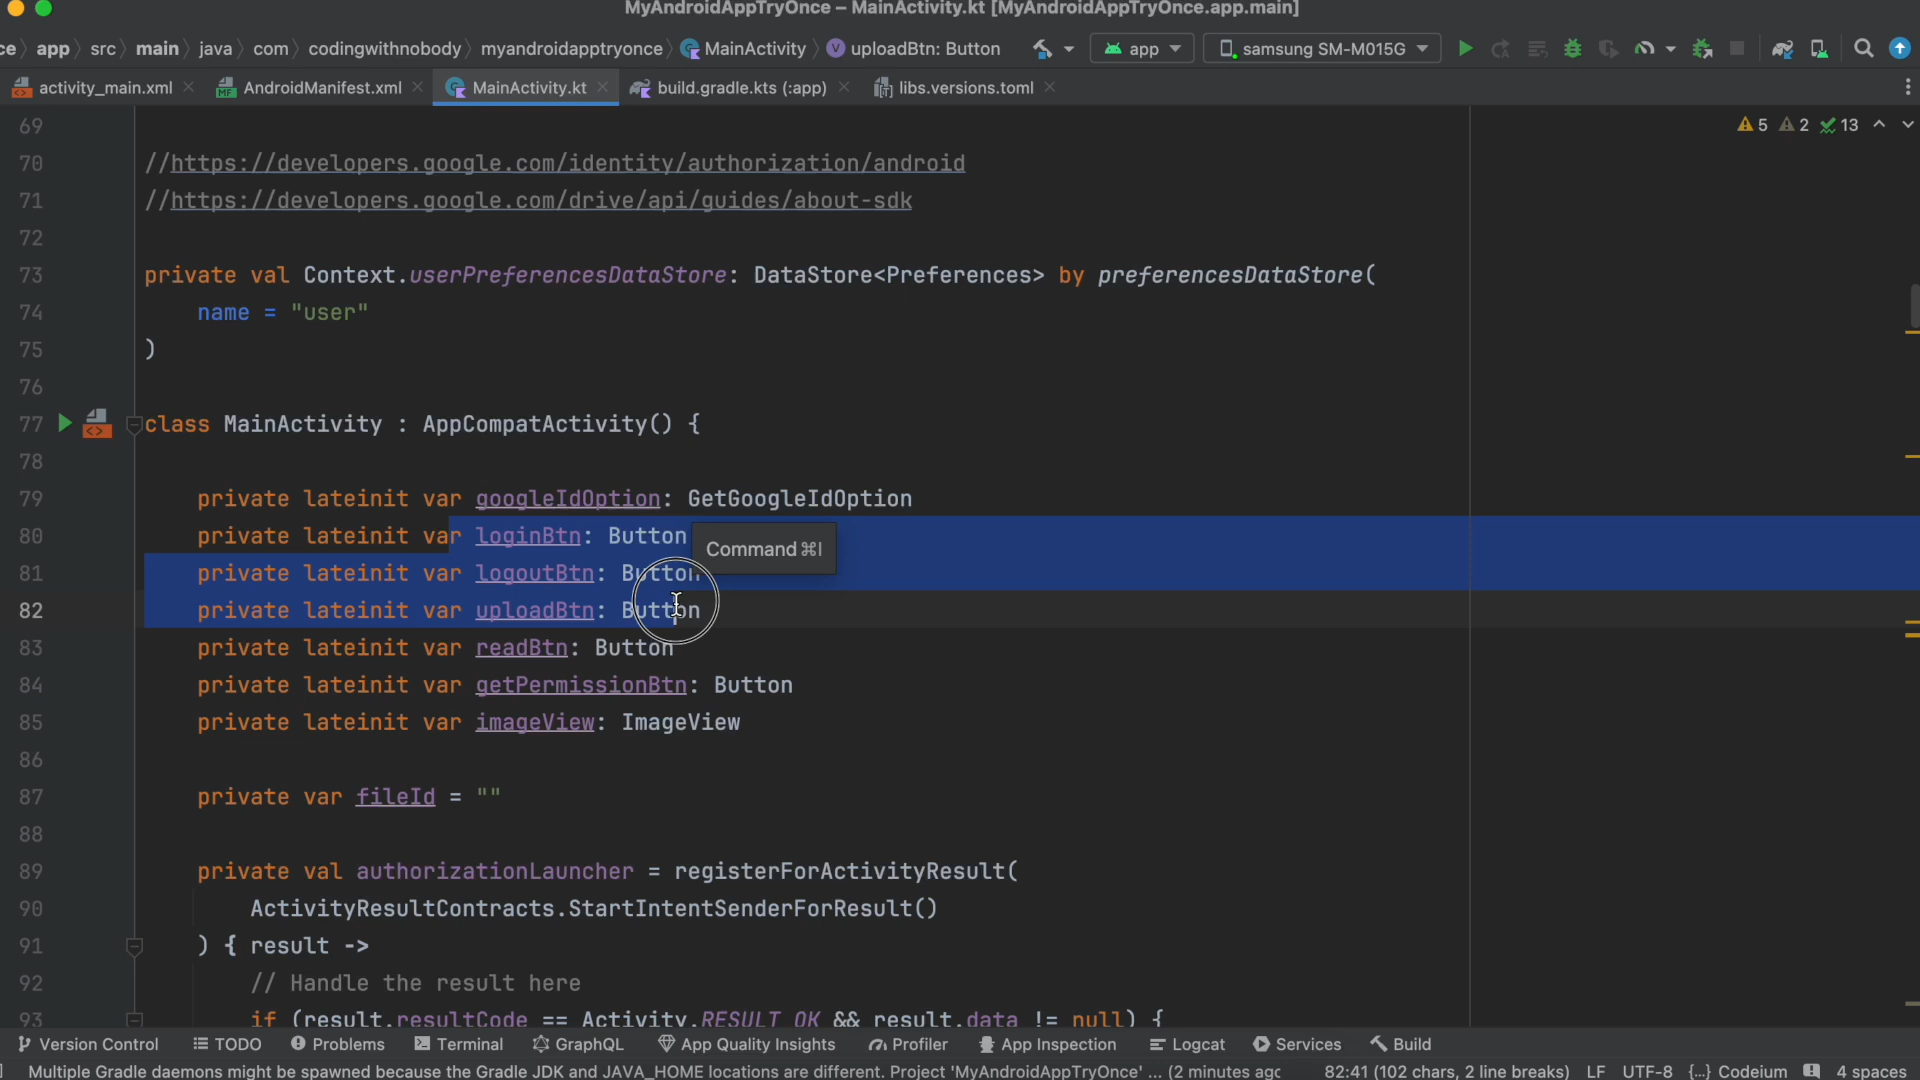 MyAndroidAppTryOnce – MainActivity.kt [MyAndroidAppTryOnce.app.main]
ce app src main java com codingwithnobody myandroidapptryonce MainActivity uploadBtn: Button app samsung SM-M015G
activity_main.xml AndroidManifest.xml MainActivity.kt build.gradle.kts (:app) libs.versions.toml
5 2 13
69
70 //https://developers.google.com/identity/authorization/android
71 //https://developers.google.com/drive/api/guides/about-sdk
72
73 private val Context.userPreferencesDataStore: DataStore<Preferences> by preferencesDataStore(
74 name = "user"
75 )
76
77 class MainActivity : AppCompatActivity() {
78
79 private lateinit var googleIdOption: GetGoogleIdOption
80 private lateinit var loginBtn: Button
Command ⌘I
81 private lateinit var logoutBtn: Button
82 private lateinit var uploadBtn: Button
83 private lateinit var readBtn: Button
84 private lateinit var getPermissionBtn: Button
85 private lateinit var imageView: ImageView
86
87 private var fileId = ""
88
89 private val authorizationLauncher = registerForActivityResult(
90 ActivityResultContracts.StartIntentSenderForResult()
91 ) { result ->
92 // Handle the result here
93 if (result.resultCode == Activity.RESULT_OK && result.data != null) {
Version Control TODO Problems Terminal GraphQL App Quality Insights Profiler App Inspection Logcat Services Build
Multiple Gradle daemons might be spawned because the Gradle JDK and JAVA_HOME locations are different. Project 'MyAndroidAppTryOnce' ... (2 minutes ago 82:41 (102 chars, 2 line breaks) LF UTF-8 {...} Codeium 4 spaces